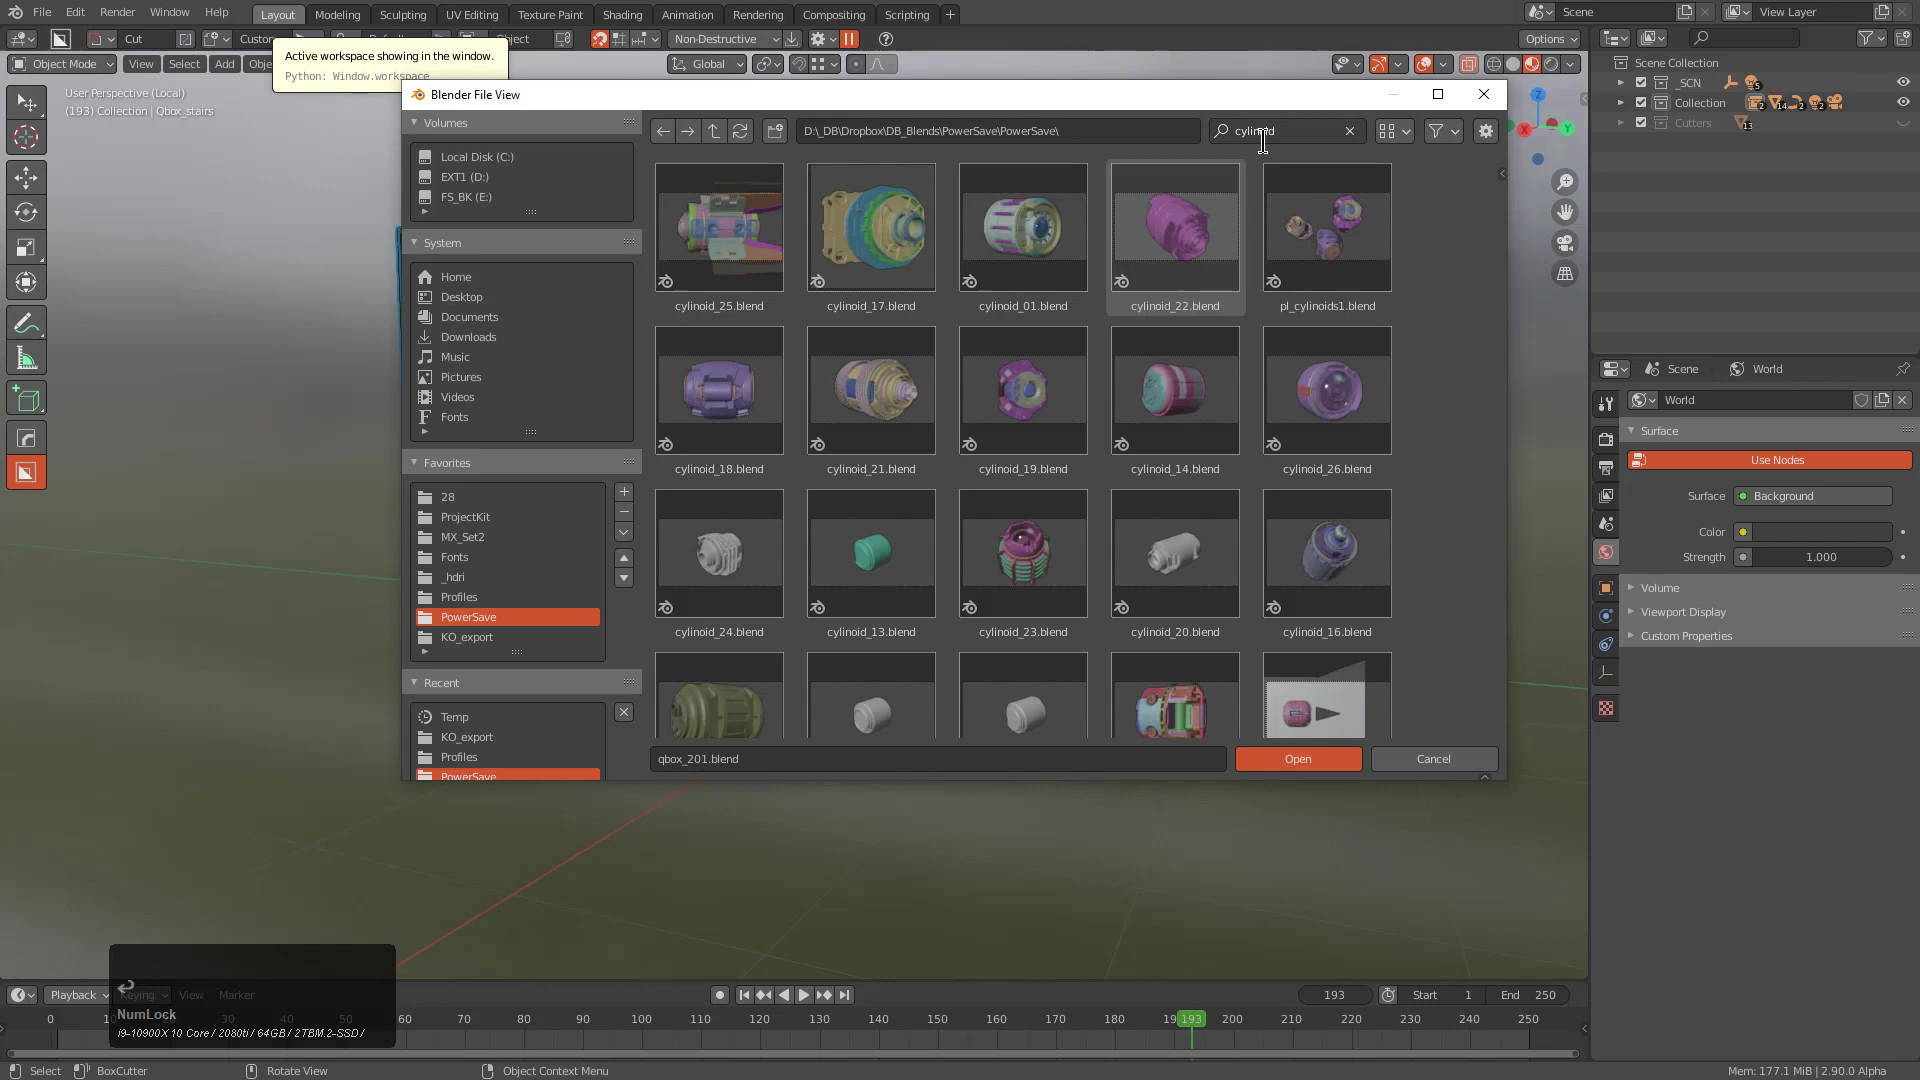 File Edit Render Window Help Layout Modeling Sculpting UV Editing Texture Paint Shading Animation Rendering Compositing Scripting + Scene View Layer
Cut Non-Destructive Options
Object Mode View Select Add Global
Active workspace showing in the window.
Python: Window.workspace
User Perspective (Local)
(193) Collection | Qbox_stairs
Blender File View
Volumes
Local Disk (C:)
EXT1 (D:)
FS_BK (E:)
System
Home
Desktop
Documents
Downloads
Music
Pictures
Videos
Fonts
Favorites
28
ProjectKit
MX_Set2
Fonts
_hdri
Profiles
PowerSave
KO_export
Recent
Temp
KO_export
Profiles
PowerSave
D:\_DB\Dropbox\DB_Blends\PowerSave\PowerSave\
cylinoid_25.blend cylinoid_17.blend cylinoid_01.blend cylinoid_22.blend pl_cylinoids1.blend
cylinoid_18.blend cylinoid_21.blend cylinoid_19.blend cylinoid_14.blend cylinoid_26.blend
cylinoid_24.blend cylinoid_13.blend cylinoid_23.blend cylinoid_20.blend cylinoid_16.blend
qbox_201.blend Open Cancel
Scene Collection
_SCN 5
Collection 2 14 2 2
Cutters 13
Scene World
World
Surface
Use Nodes
Surface Background
Color
Strength 1.000
Volume
Viewport Display
Custom Properties
Playback Keying View Marker 193 Start 1 End 250
NumLock
i9-10900X 10 Core / 2080ti / 64GB / 2TBM.2-SSD /
0 60 70 80 90 100 110 120 130 140 150 160 170 180 193 200 210 220 230 240 250
Select BoxCutter Rotate View Object Context Menu Mem: 177.1 MiB | 2.90.0 Alpha